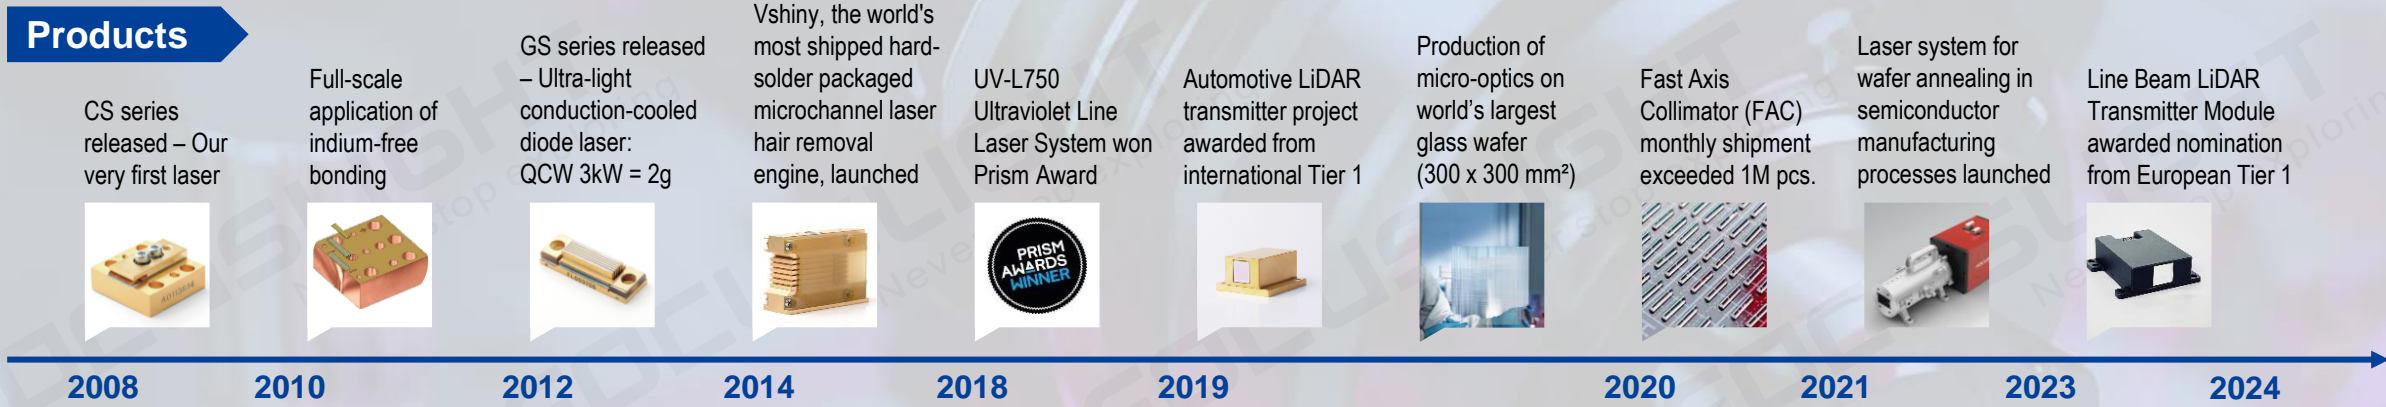 Products
CS series
released – Our
very first laser
Full-scale
application of
indium-free
bonding
GS series released
– Ultra-light
conduction-cooled
diode laser:
QCW 3kW = 2g
Vshiny, the world's
most shipped hard-
solder packaged
microchannel laser
hair removal
engine, launched
UV-L750
Ultraviolet Line
Laser System won
Prism Award
PRISM
AWARDS
WINNER
Automotive LiDAR
transmitter project
awarded from
international Tier 1
Production of
micro-optics on
world’s largest
glass wafer
(300 x 300 mm²)
Fast Axis
Collimator (FAC)
monthly shipment
exceeded 1M pcs.
Laser system for
wafer annealing in
semiconductor
manufacturing
processes launched
Line Beam LiDAR
Transmitter Module
awarded nomination
from European Tier 1
2008
2010
2012
2014
2018
2019
2020
2021
2023
2024